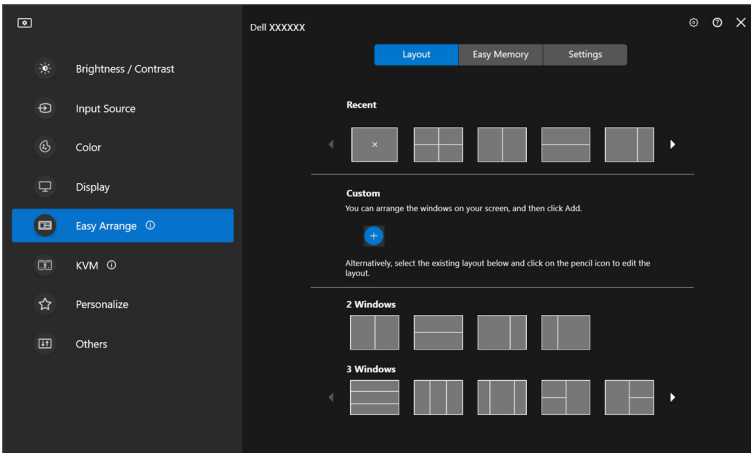 Dell XXXXXX
Brightness / Contrast
Input Source
Color
Display
Easy Arrange
KVM
Personalize
Others
Layout
Easy Memory
Settings
Recent
Custom
You can arrange the windows on your screen, and then click Add.
Alternatively, select the existing layout below and click on the pencil icon to edit the
layout.
2 Windows
3 Windows